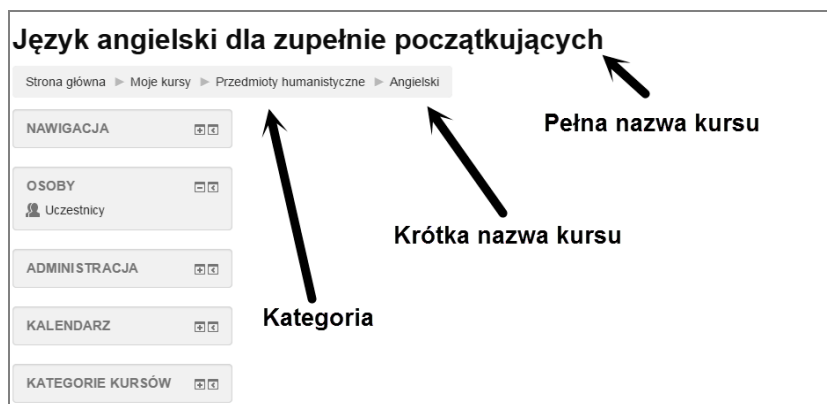 Język angielski dla zupełnie początkujących
Strona główna ► Moje kursy ► Przedmioty humanistyczne ► Angielski
Pełna nazwa kursu
NAWIGACJA
OSOBY
Uczestnicy
Krótka nazwa kursu
ADMINISTRACJA
Kategoria
KALENDARZ
KATEGORIE KURSÓW